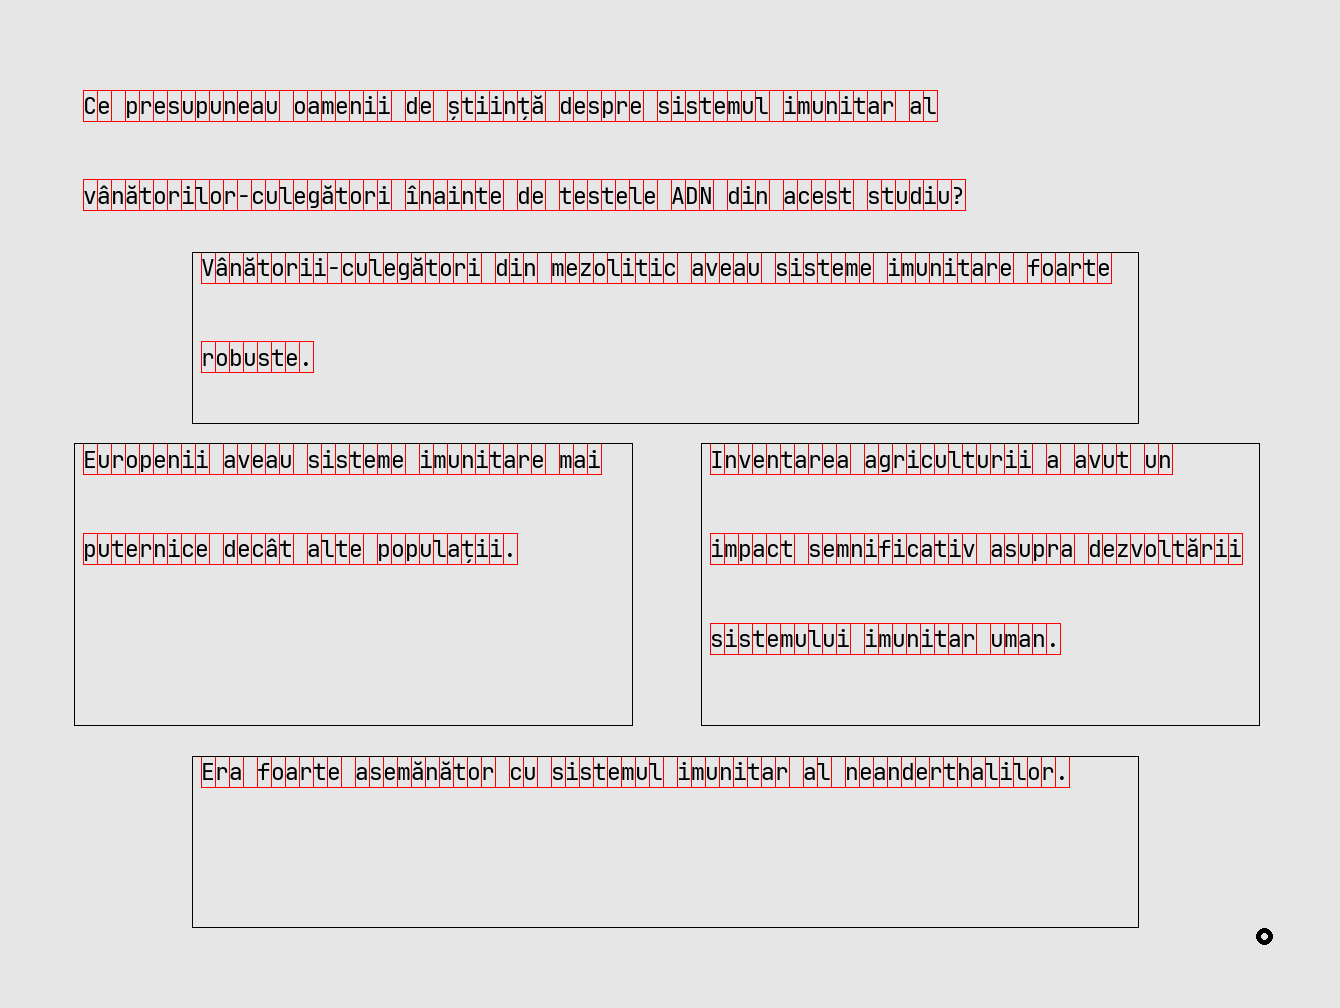 Ce presupuneau oamenii de știință despre sistemul imunitar al
vânătorilor-culegători înainte de testele ADN din acest studiu?
Vânătorii-culegători din mezolitic aveau sisteme imunitare foarte
robuste.
Europenii aveau sisteme imunitare mai
puternice decât alte populații.
Inventarea agriculturii a avut un
impact semnificativ asupra dezvoltării
sistemului imunitar uman.
Era foarte asemănător cu sistemul imunitar al neanderthalilor.